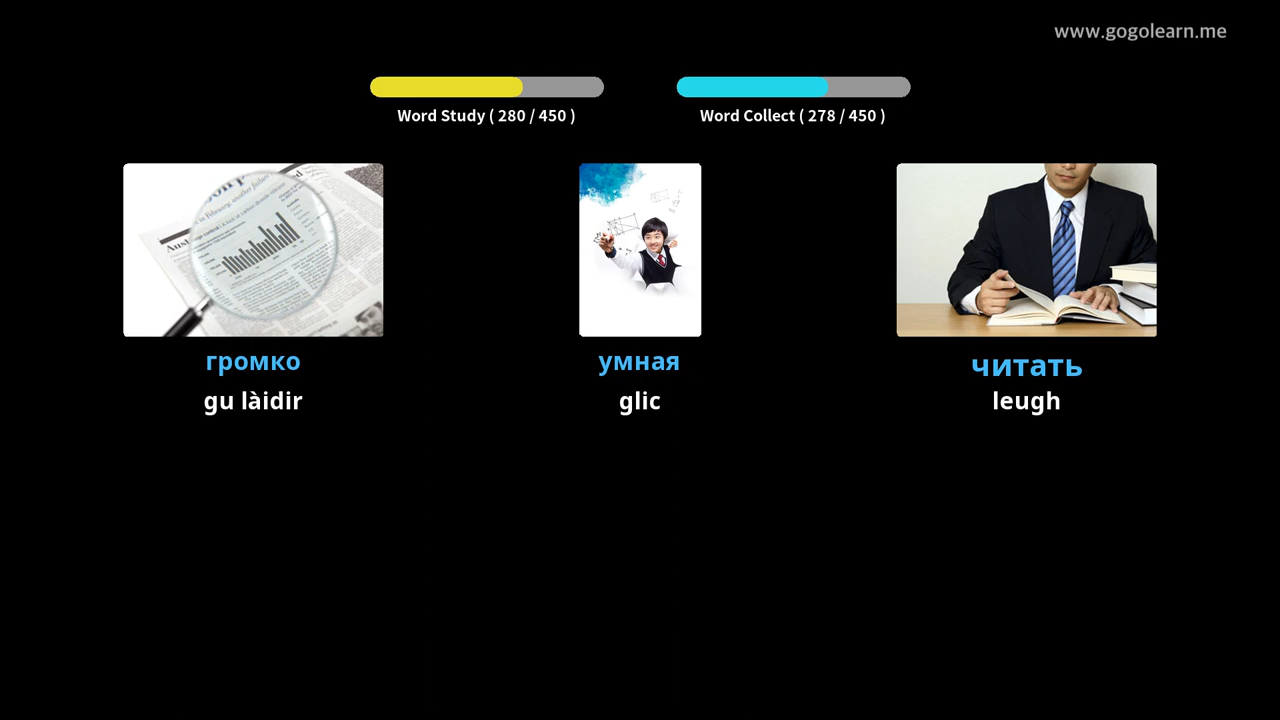 www.gogolearn.me
Word Study ( 280 / 450 )
Word Collect ( 278 / 450 )
громко
умная
читать
gu làidir
glic
leugh